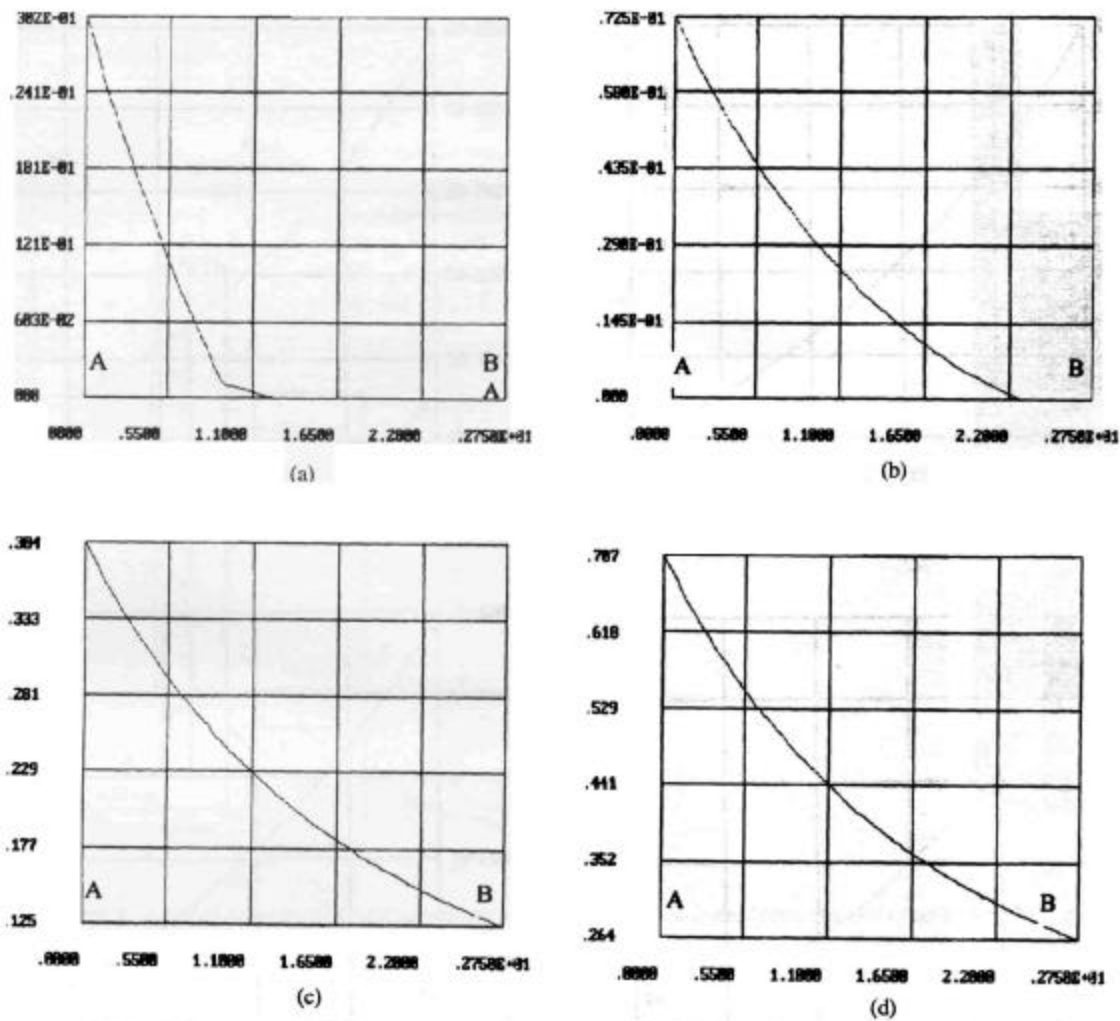 302E-01
.241E-01
.181E-01
.121E-01
.603E-02
000
A
B
A
0000 .5500 1.1000 1.6500 2.2000 .2750E+01
(a)
.725E-01
.580E-01
.435E-01
.290E-01
.145E-01
.000
A
B
.0000 .5500 1.1000 1.6500 2.2000 .2750E+01
(b)
.384
.333
.281
.229
.177
.125
A
B
.0000 .5500 1.1000 1.6500 2.2000 .2750E+01
(c)
.707
.618
.529
.441
.352
.264
A
B
.0000 .5500 1.1000 1.6500 2.2000 .2750E+01
(d)